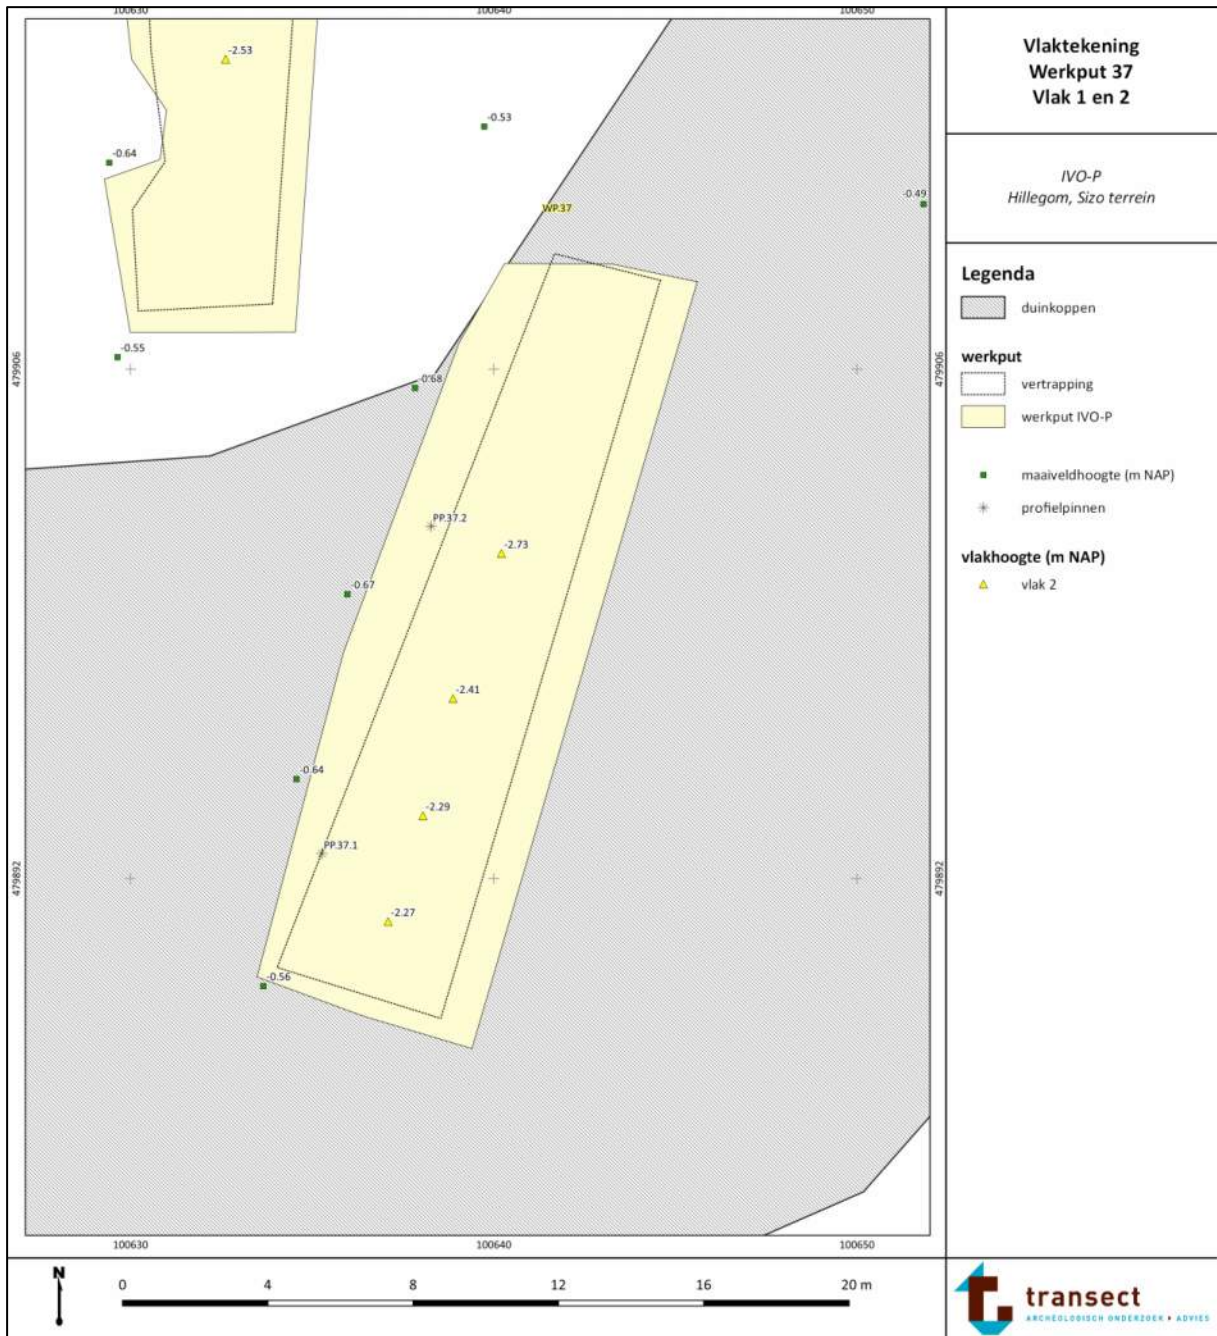 100630 100640 100650
-2.53
-0.53
-0.64
-0.49
WP.37
-0.55
479906
479906
-0.68
PP.37.2
-2.73
-0.67
-2.41
-0.64
-2.29
PP.37.1
479892
479892
-2.27
-0.56
100630 100640 100650
N
0 4 8 12 16 20 m
Vlaktekening
Werkput 37
Vlak 1 en 2
IVO-P
Hillegom, Sizo terrein
Legenda
duinkoppen
werkput
vertrapping
werkput IVO-P
maaiveldhoogte (m NAP)
profielpinnen
vlakhoogte (m NAP)
vlak 2
transect
ARCHEOLOGISCH ONDERZOEK ▸ ADVIES